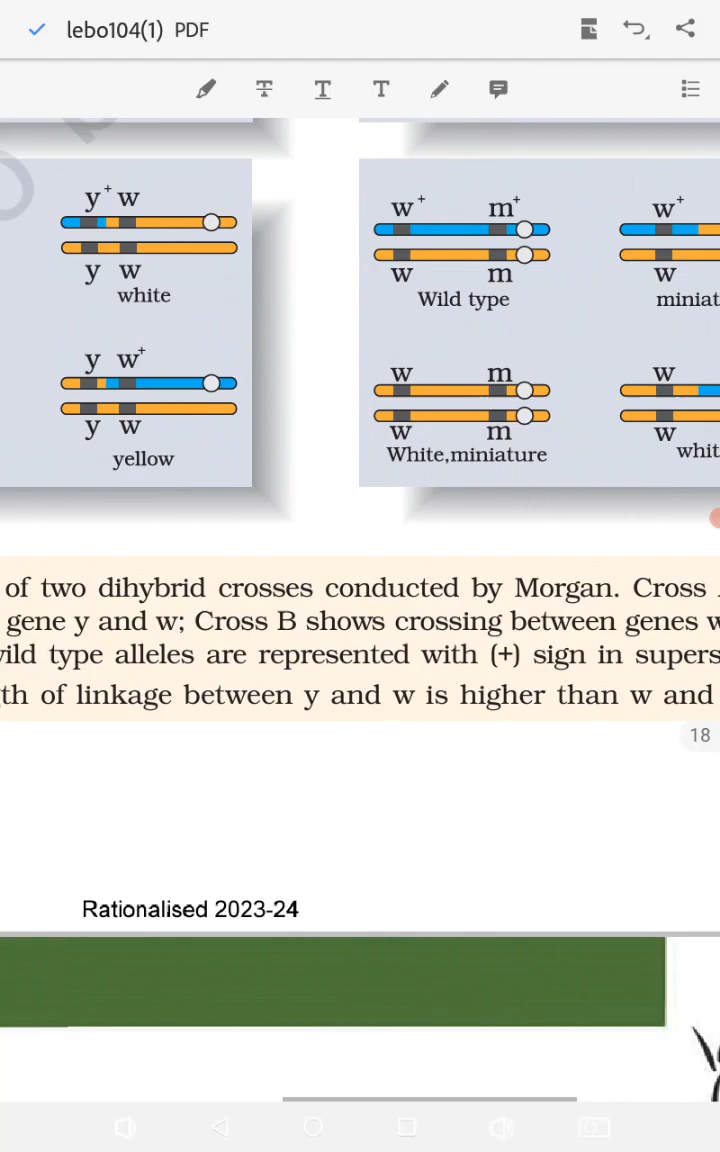 lebo104(1) PDF
y+ w
y w
white
y w+
y w
yellow
w+ m+
w m
Wild type
w m
w m
White,miniature
w+
w
miniat
w
w
whit
of two dihybrid crosses conducted by Morgan. Cross
gene y and w; Cross B shows crossing between genes w
wild type alleles are represented with (+) sign in supers
th of linkage between y and w is higher than w and
18
Rationalised 2023-24